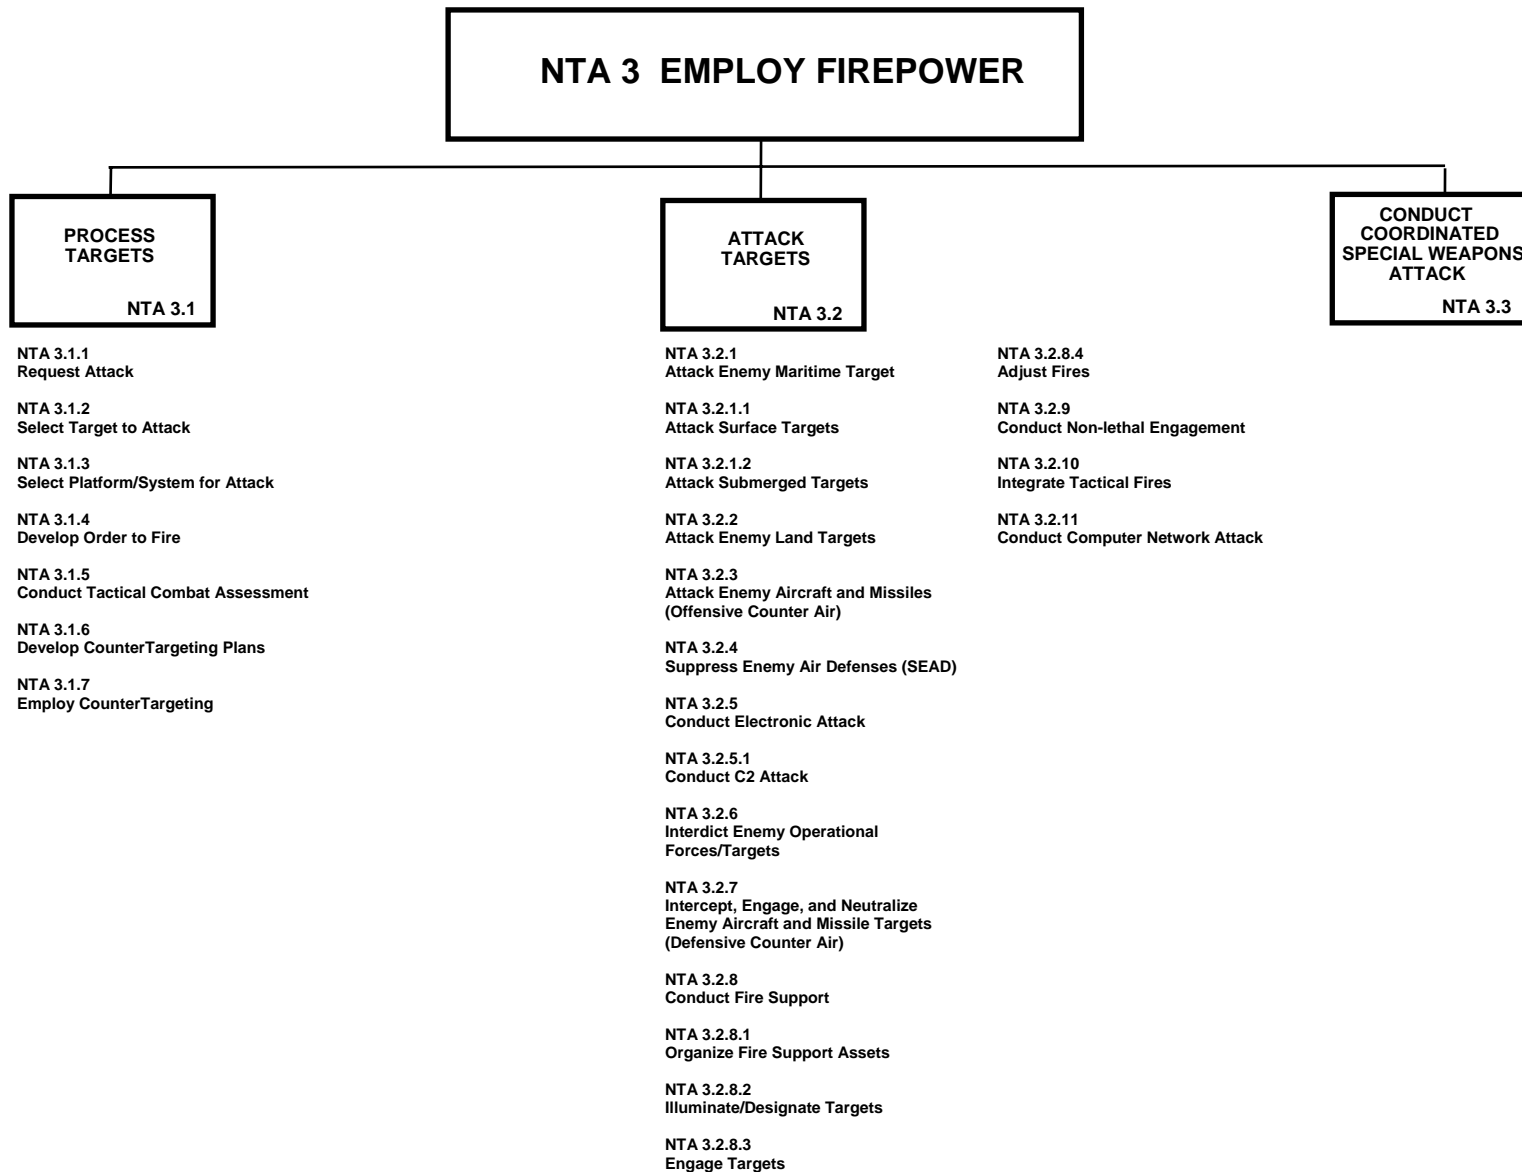 NTA 3 EMPLOY FIREPOWER
PROCESS
TARGETS
NTA 3.1
ATTACK
TARGETS
NTA 3.2
CONDUCT
COORDINATED
SPECIAL WEAPONS
ATTACK
NTA 3.3
NTA 3.1.1
Request Attack
NTA 3.1.2
Select Target to Attack
NTA 3.1.3
Select Platform/System for Attack
NTA 3.1.4
Develop Order to Fire
NTA 3.1.5
Conduct Tactical Combat Assessment
NTA 3.1.6
Develop CounterTargeting Plans
NTA 3.1.7
Employ CounterTargeting
NTA 3.2.1
Attack Enemy Maritime Target
NTA 3.2.1.1
Attack Surface Targets
NTA 3.2.1.2
Attack Submerged Targets
NTA 3.2.2
Attack Enemy Land Targets
NTA 3.2.3
Attack Enemy Aircraft and Missiles
(Offensive Counter Air)
NTA 3.2.4
Suppress Enemy Air Defenses (SEAD)
NTA 3.2.5
Conduct Electronic Attack
NTA 3.2.5.1
Conduct C2 Attack
NTA 3.2.6
Interdict Enemy Operational
Forces/Targets
NTA 3.2.7
Intercept, Engage, and Neutralize
Enemy Aircraft and Missile Targets
(Defensive Counter Air)
NTA 3.2.8
Conduct Fire Support
NTA 3.2.8.1
Organize Fire Support Assets
NTA 3.2.8.2
Illuminate/Designate Targets
NTA 3.2.8.3
Engage Targets
NTA 3.2.8.4
Adjust Fires
NTA 3.2.9
Conduct Non-lethal Engagement
NTA 3.2.10
Integrate Tactical Fires
NTA 3.2.11
Conduct Computer Network Attack